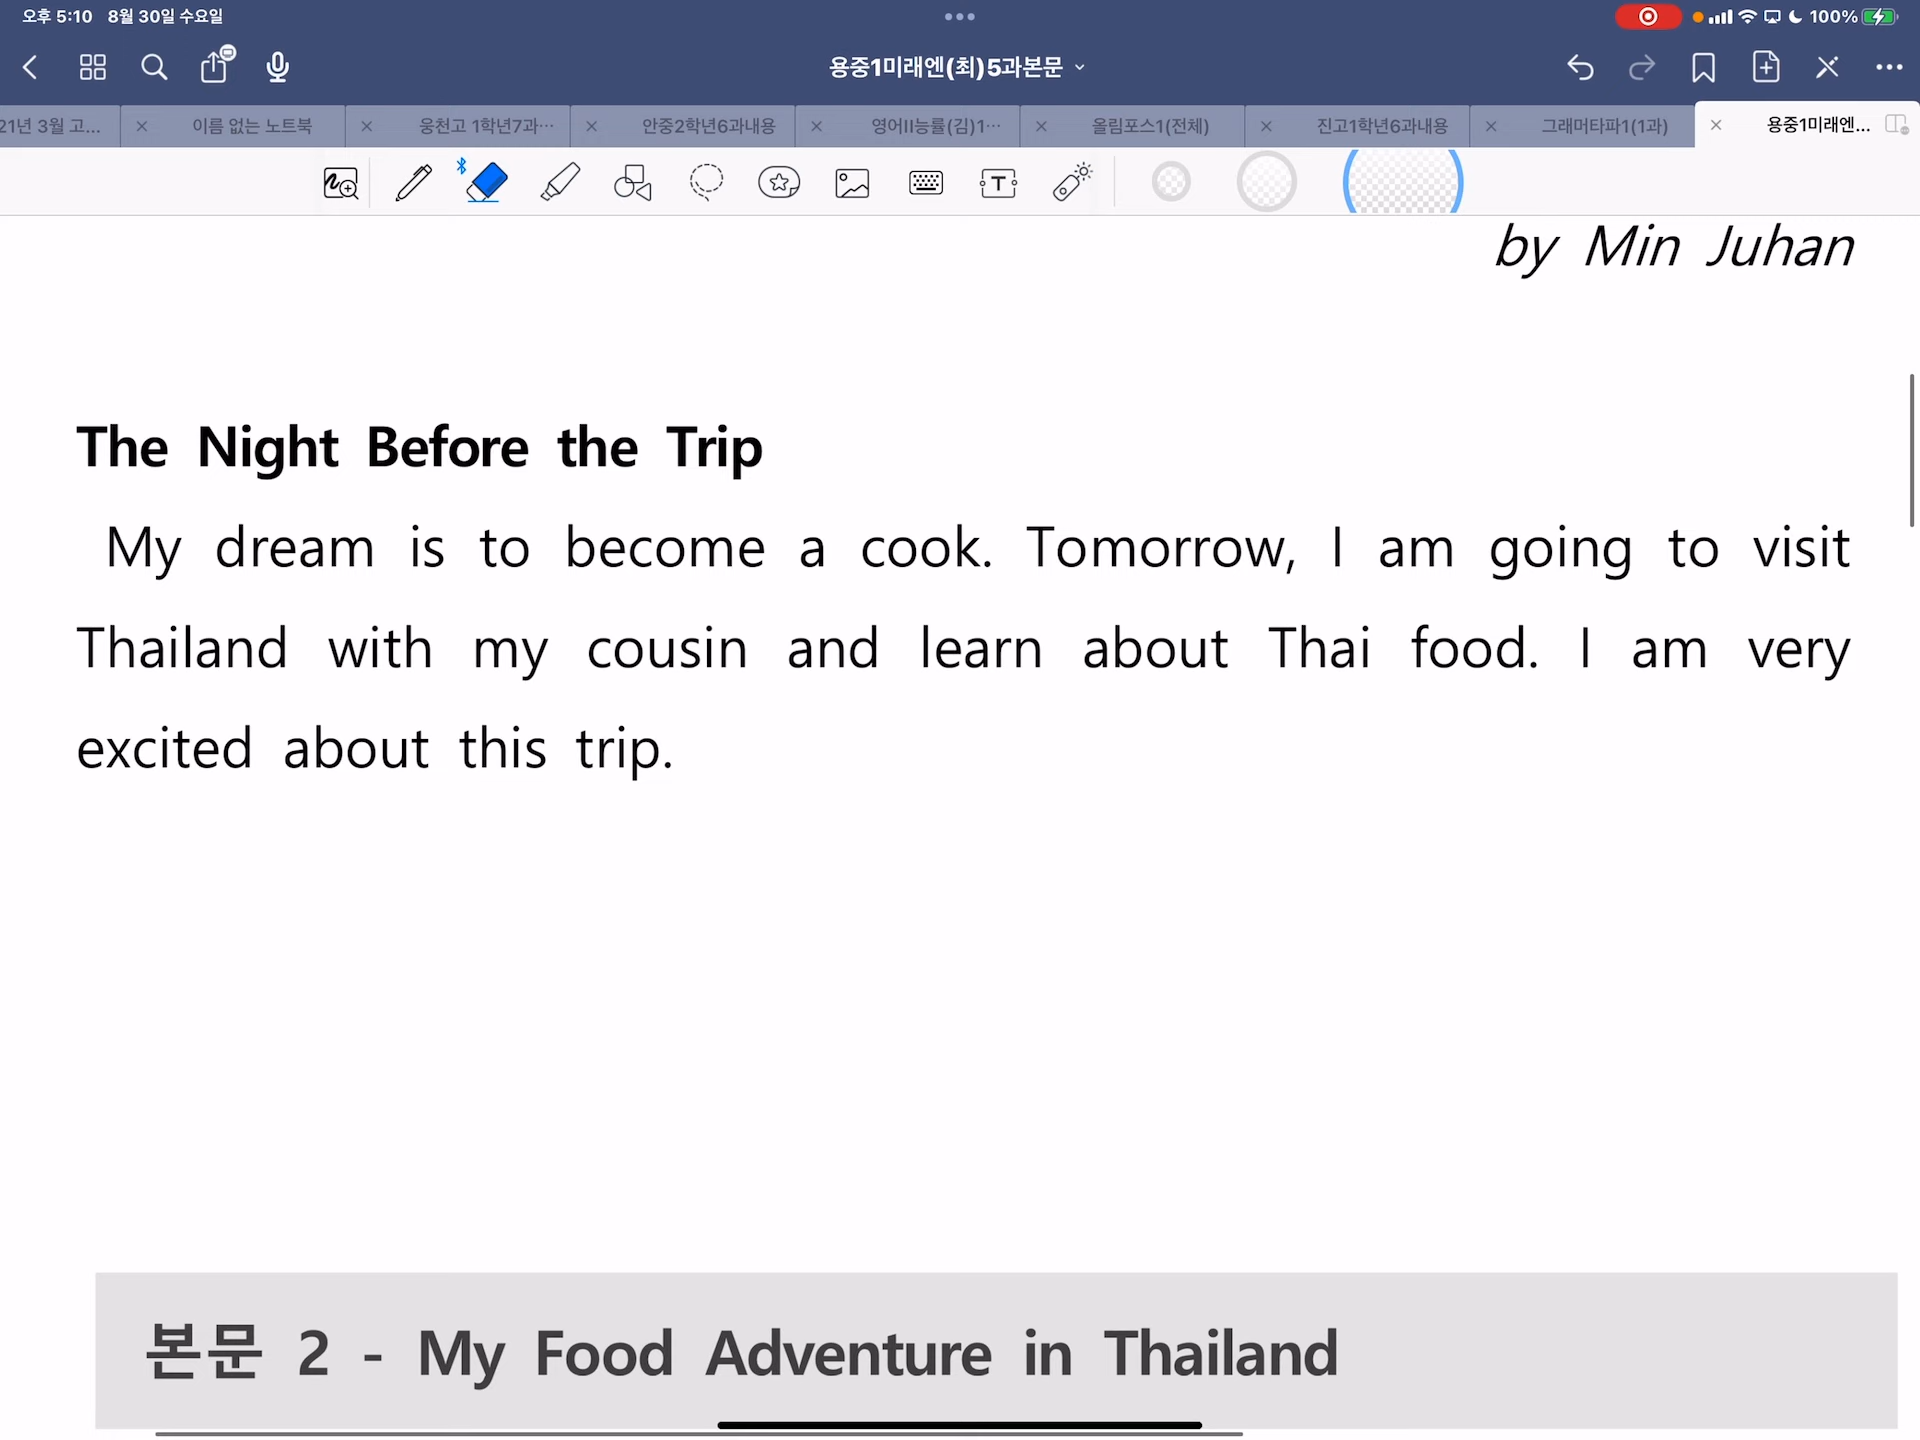 오후 5:10 8월 30일 수요일
100%
용중1미래엔(최)5과본문
21년 3월 고...
이름 없는 노트북
웅천고 1학년7과...
안중2학년6과내용
영어II능률(김)1...
올림포스1(전체)
진고1학년6과내용
그래머타파1(1과)
용중1미래엔...
by Min Juhan
The Night Before the Trip
My dream is to become a cook. Tomorrow, I am going to visit
Thailand with my cousin and learn about Thai food. I am very
excited about this trip.
본문 2 - My Food Adventure in Thailand